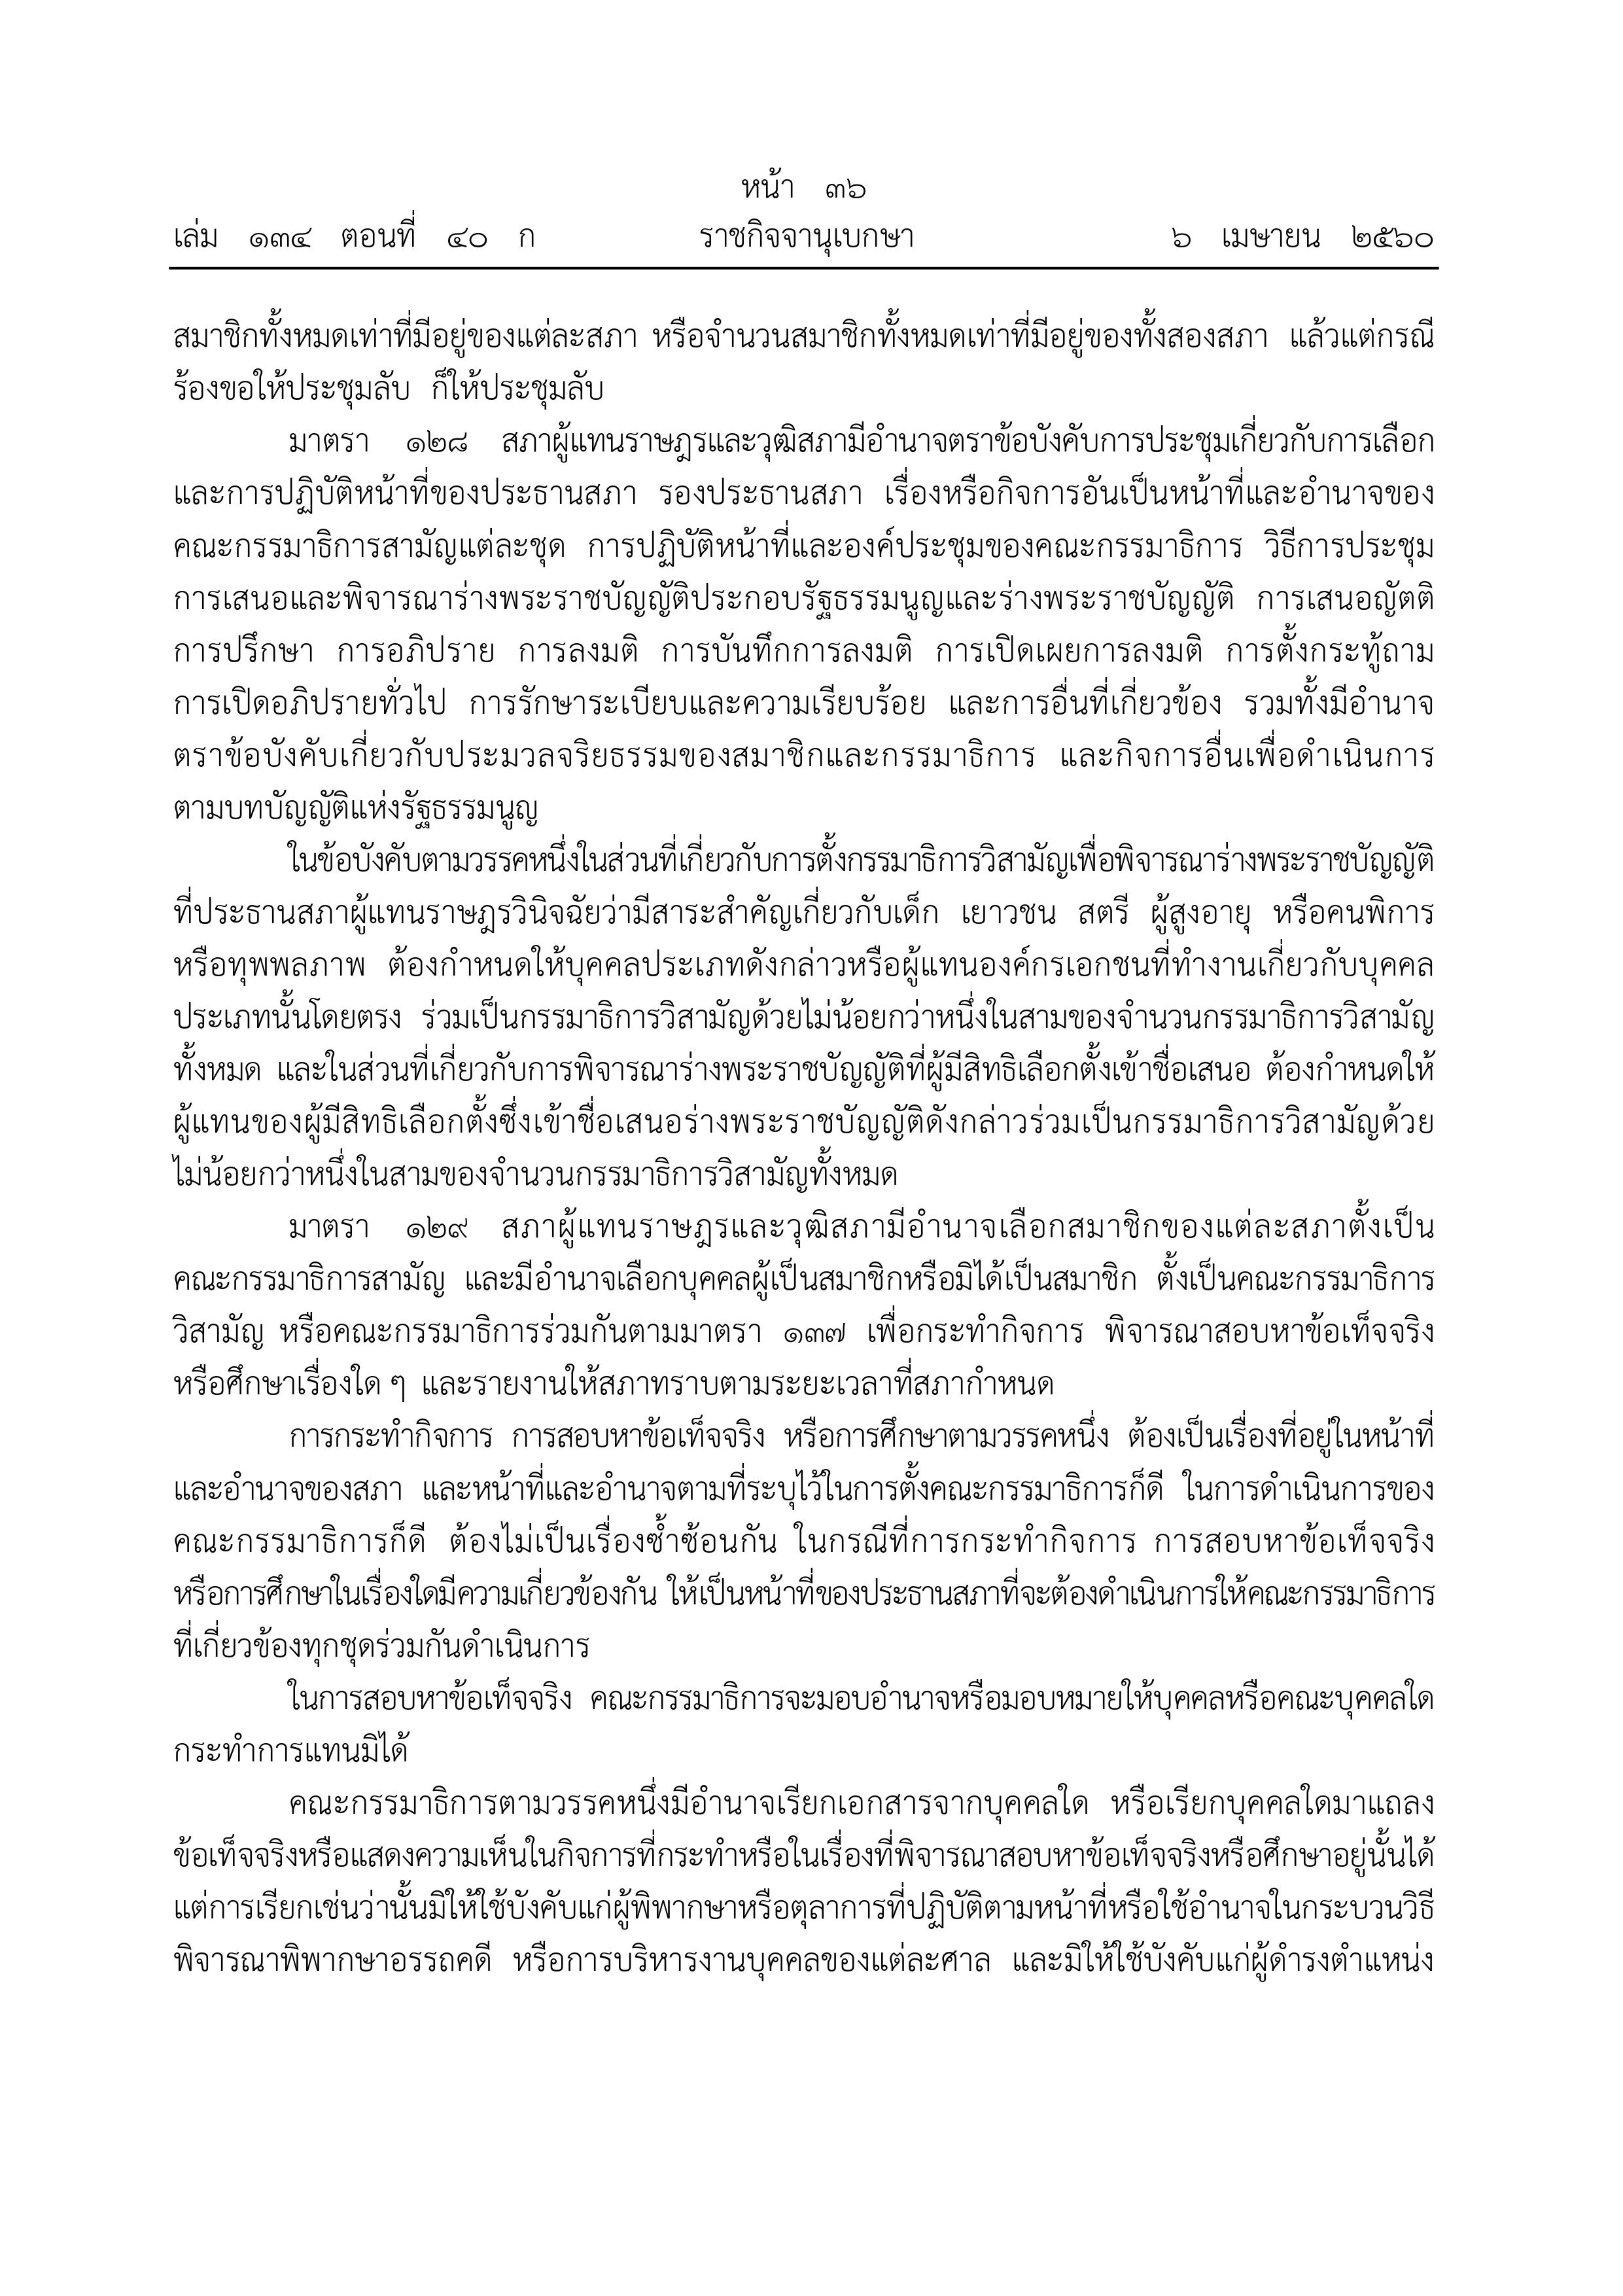 หน้า ๓๖
เล่ม ๑๓๔ ตอนที่ ๔๐ ก ราชกิจจานุเบกษา ๖ เมษายน ๒๕๖๐
สมาชิกทั้งหมดเท่าที่มีอยู่ของแต่ละสภา หรือจำนวนสมาชิกทั้งหมดเท่าที่มีอยู่ของทั้งสองสภา แล้วแต่กรณี
ร้องขอให้ประชุมลับ ก็ให้ประชุมลับ
มาตรา ๑๒๘ สภาผู้แทนราษฎรและวุฒิสภามีอำนาจตราข้อบังคับการประชุมเกี่ยวกับการเลือก
และการปฏิบัติหน้าที่ของประธานสภา รองประธานสภา เรื่องหรือกิจการอันเป็นหน้าที่และอำนาจของ
คณะกรรมาธิการสามัญแต่ละชุด การปฏิบัติหน้าที่และองค์ประชุมของคณะกรรมาธิการ วิธีการประชุม
การเสนอและพิจารณาร่างพระราชบัญญัติประกอบรัฐธรรมนูญและร่างพระราชบัญญัติ การเสนอญัตติ
การปรึกษา การอภิปราย การลงมติ การบันทึกการลงมติ การเปิดเผยการลงมติ การตั้งกระทู้ถาม
การเปิดอภิปรายทั่วไป การรักษาระเบียบและความเรียบร้อย และการอื่นที่เกี่ยวข้อง รวมทั้งมีอำนาจ
ตราข้อบังคับเกี่ยวกับประมวลจริยธรรมของสมาชิกและกรรมาธิการ และกิจการอื่นเพื่อดำเนินการ
ตามบทบัญญัติแห่งรัฐธรรมนูญ
ในข้อบังคับตามวรรคหนึ่งในส่วนที่เกี่ยวกับการตั้งกรรมาธิการวิสามัญเพื่อพิจารณาร่างพระราชบัญญัติ
ที่ประธานสภาผู้แทนราษฎรวินิจฉัยว่ามีสาระสำคัญเกี่ยวกับเด็ก เยาวชน สตรี ผู้สูงอายุ หรือคนพิการ
หรือทุพพลภาพ ต้องกำหนดให้บุคคลประเภทดังกล่าวหรือผู้แทนองค์กรเอกชนที่ทำงานเกี่ยวกับบุคคล
ประเภทนั้นโดยตรง ร่วมเป็นกรรมาธิการวิสามัญด้วยไม่น้อยกว่าหนึ่งในสามของจำนวนกรรมาธิการวิสามัญ
ทั้งหมด และในส่วนที่เกี่ยวกับการพิจารณาร่างพระราชบัญญัติที่ผู้มีสิทธิเลือกตั้งเข้าชื่อเสนอ ต้องกำหนดให้
ผู้แทนของผู้มีสิทธิเลือกตั้งซึ่งเข้าชื่อเสนอร่างพระราชบัญญัติดังกล่าวร่วมเป็นกรรมาธิการวิสามัญด้วย
ไม่น้อยกว่าหนึ่งในสามของจำนวนกรรมาธิการวิสามัญทั้งหมด
มาตรา ๑๒๙ สภาผู้แทนราษฎรและวุฒิสภามีอำนาจเลือกสมาชิกของแต่ละสภาตั้งเป็น
คณะกรรมาธิการสามัญ และมีอำนาจเลือกบุคคลผู้เป็นสมาชิกหรือมิได้เป็นสมาชิก ตั้งเป็นคณะกรรมาธิการ
วิสามัญ หรือคณะกรรมาธิการร่วมกันตามมาตรา ๑๓๗ เพื่อกระทำกิจการ พิจารณาสอบหาข้อเท็จจริง
หรือศึกษาเรื่องใด ๆ และรายงานให้สภาทราบตามระยะเวลาที่สภากำหนด
การกระทำกิจการ การสอบหาข้อเท็จจริง หรือการศึกษาตามวรรคหนึ่ง ต้องเป็นเรื่องที่อยู่ในหน้าที่
และอำนาจของสภา และหน้าที่และอำนาจตามที่ระบุไว้ในการตั้งคณะกรรมาธิการก็ดี ในการดำเนินการของ
คณะกรรมาธิการก็ดี ต้องไม่เป็นเรื่องซ้ำซ้อนกัน ในกรณีที่การกระทำกิจการ การสอบหาข้อเท็จจริง
หรือการศึกษาในเรื่องใดมีความเกี่ยวข้องกัน ให้เป็นหน้าที่ของประธานสภาที่จะต้องดำเนินการให้คณะกรรมาธิการ
ที่เกี่ยวข้องทุกชุดร่วมกันดำเนินการ
ในการสอบหาข้อเท็จจริง คณะกรรมาธิการจะมอบอำนาจหรือมอบหมายให้บุคคลหรือคณะบุคคลใด
กระทำการแทนมิได้
คณะกรรมาธิการตามวรรคหนึ่งมีอำนาจเรียกเอกสารจากบุคคลใด หรือเรียกบุคคลใดมาแถลง
ข้อเท็จจริงหรือแสดงความเห็นในกิจการที่กระทำหรือในเรื่องที่พิจารณาสอบหาข้อเท็จจริงหรือศึกษาอยู่นั้นได้
แต่การเรียกเช่นว่านั้นมิให้ใช้บังคับแก่ผู้พิพากษาหรือตุลาการที่ปฏิบัติตามหน้าที่หรือใช้อำนาจในกระบวนวิธี
พิจารณาพิพากษาอรรถคดี หรือการบริหารงานบุคคลของแต่ละศาล และมิให้ใช้บังคับแก่ผู้ดำรงตำแหน่ง